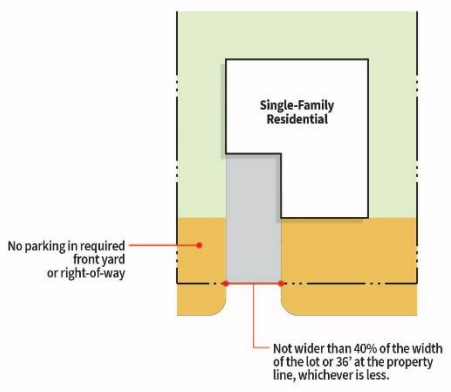 Single-Family
Residential
No parking in required
front yard
or right-of-way
Not wider than 40% of the width
of the lot or 36' at the property
line, whichever is less.